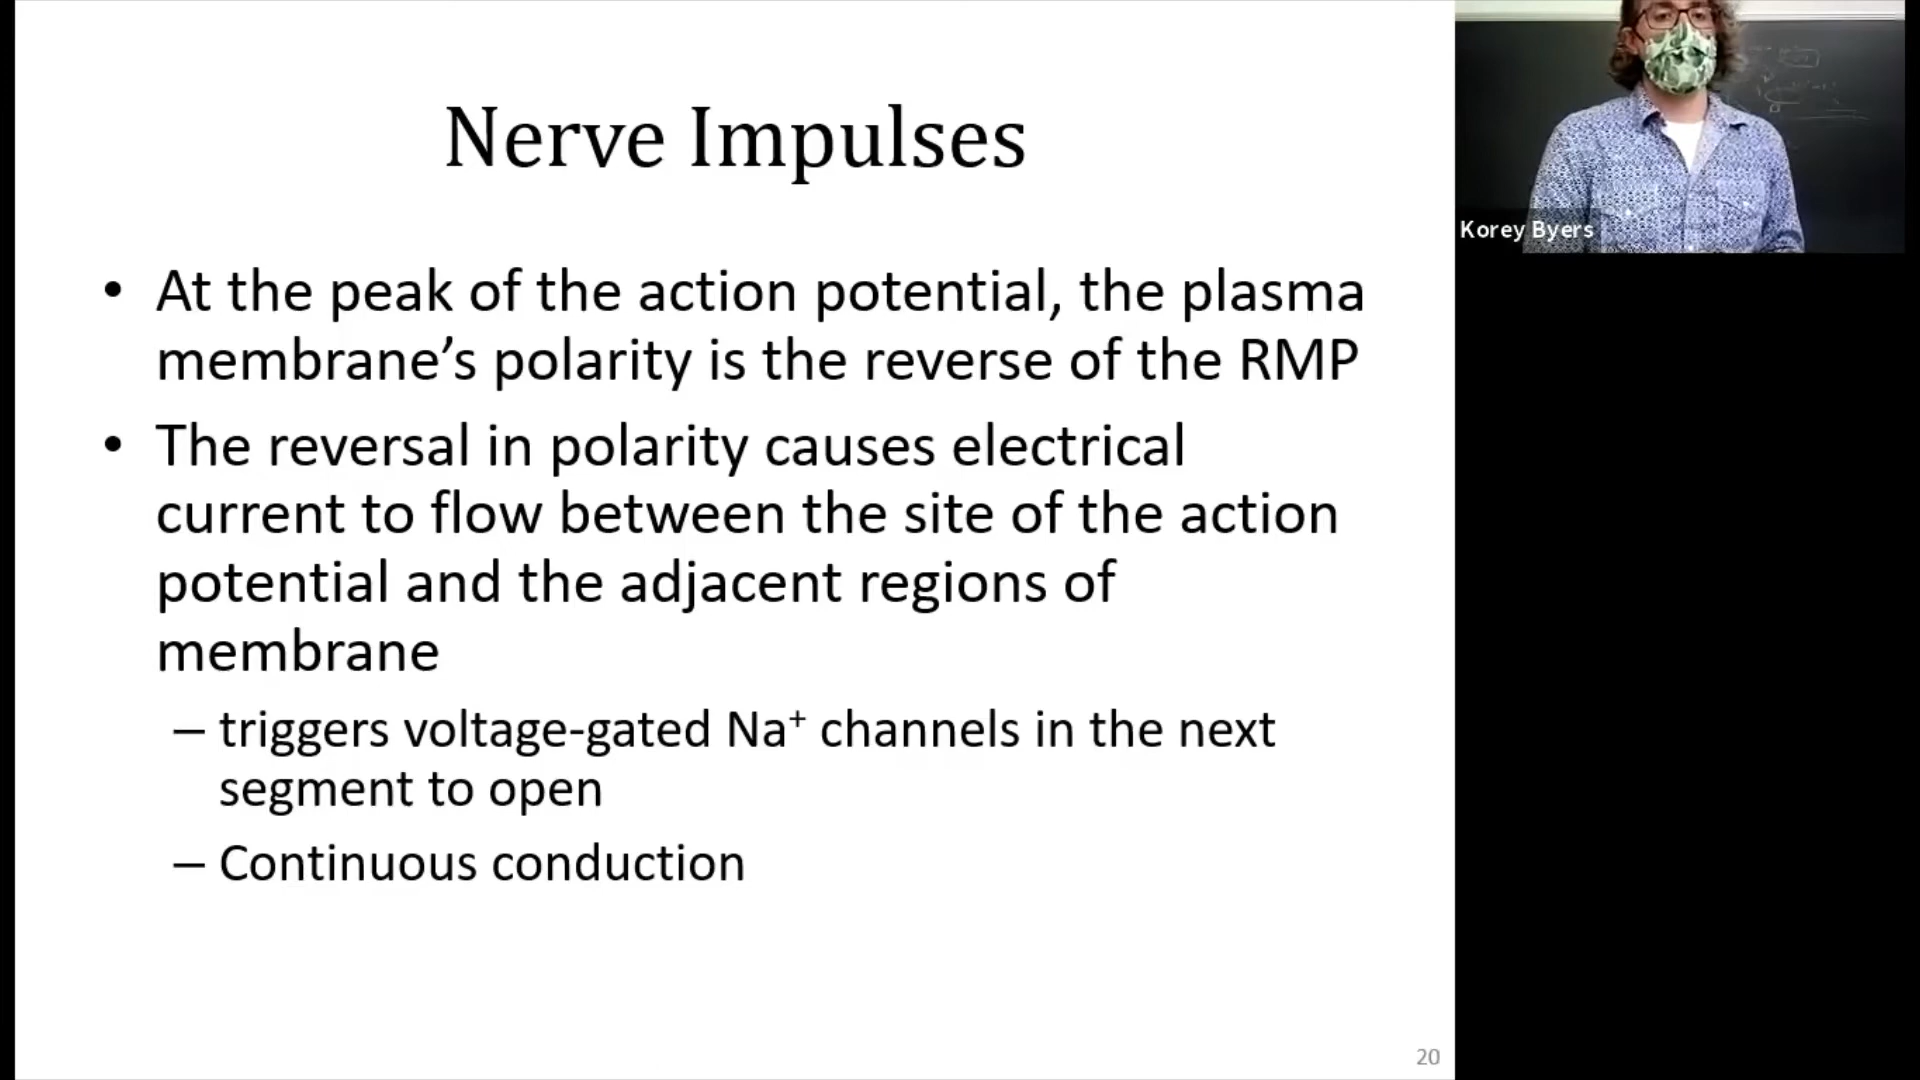 Nerve Impulses
• At the peak of the action potential, the plasma
membrane’s polarity is the reverse of the RMP
• The reversal in polarity causes electrical
current to flow between the site of the action
potential and the adjacent regions of
membrane
– triggers voltage-gated Na⁺ channels in the next
segment to open
– Continuous conduction
20
Korey Byers